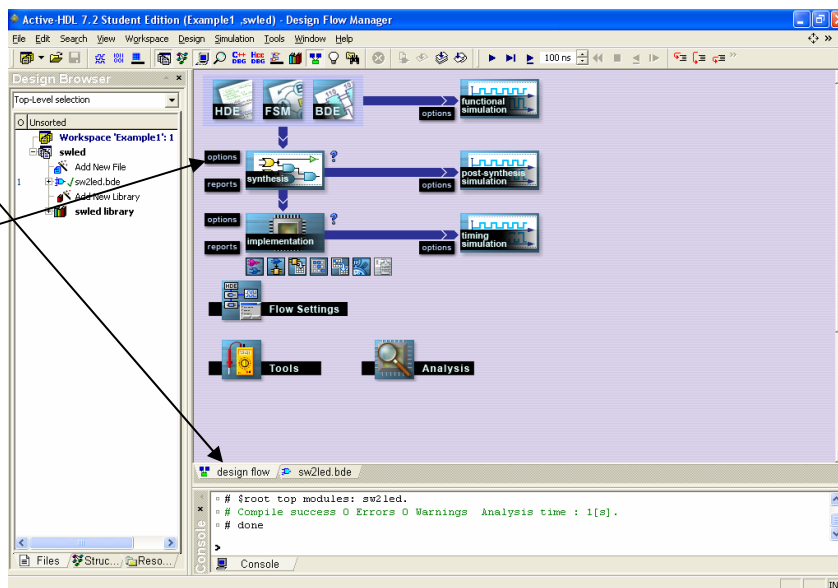 Active-HDL 7.2 Student Edition (Example1 ,swled) - Design Flow Manager
File Edit Search View Workspace Design Simulation Tools Window Help
100 ns
Design Browser
Top-Level selection
Unsorted
Workspace 'Example1': 1
swled
Add New File
1 sw2led.bde
Add New Library
swled library
Files Struc... Reso...
HDE FSM BDE options functional simulation
options
synthesis ? options post-synthesis simulation
reports
options
implementation ? options timing simulation
reports
HDE
Flow Settings
Tools Analysis
design flow sw2led.bde
# $root top modules: sw2led.
# Compile success 0 Errors 0 Warnings Analysis time : 1[s].
# done
>
Console
Console
IN